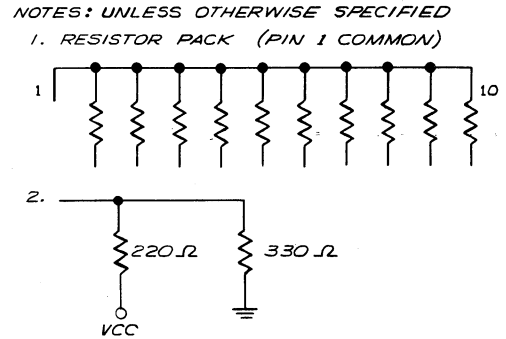 NOTES: UNLESS OTHERWISE SPECIFIED
1. RESISTOR PACK (PIN 1 COMMON)
1 10
2.
220Ω 330Ω
VCC